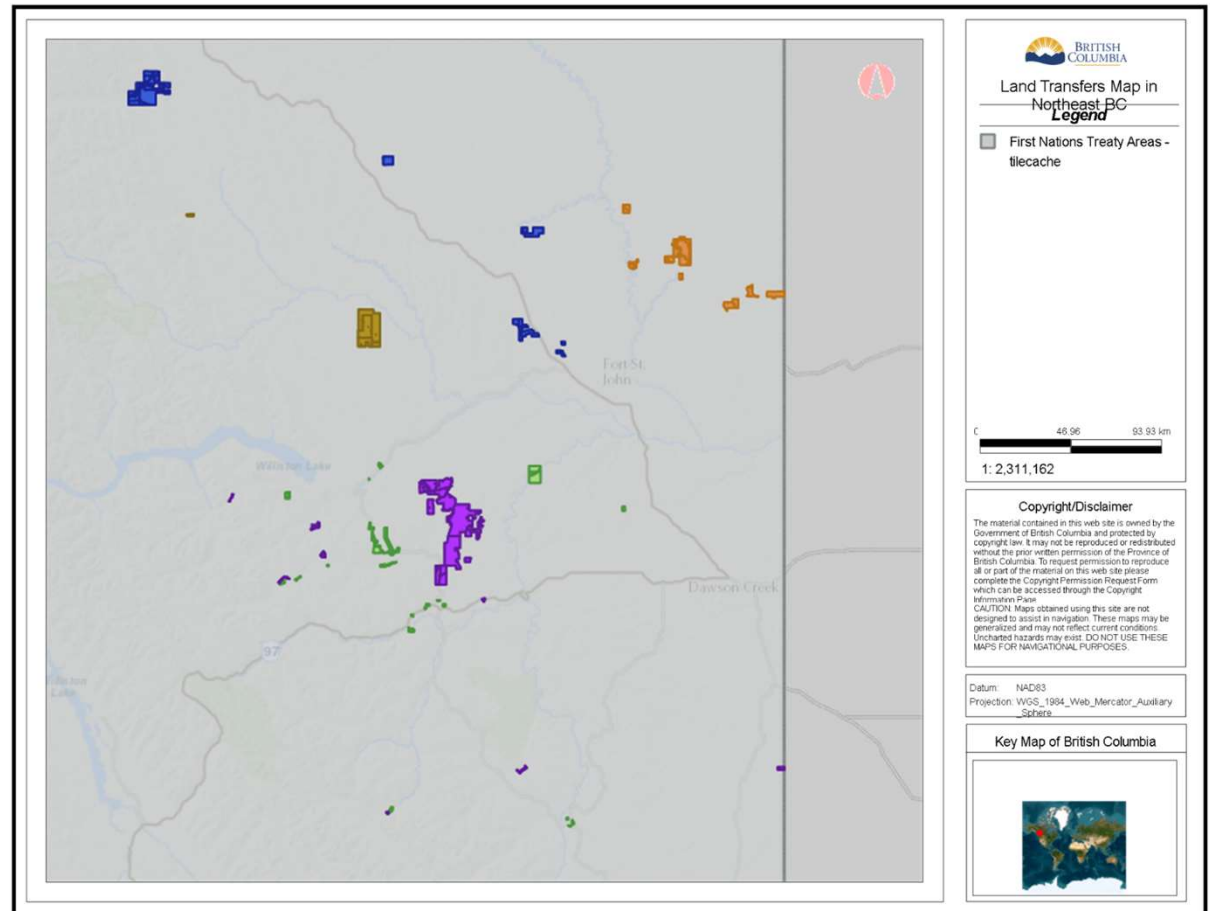 BRITISH
COLUMBIA
Land Transfers Map in
Northeast BC
Legend
First Nations Treaty Areas -
tilecache
Fort St.
John
Williston Lake
Dawson Creek
97
Lake
46.96 93.93 km
1: 2,311,162
Copyright/Disclaimer
The material contained in this web site is owned by the
Government of British Columbia and protected by
copyright law. It may not be reproduced or redistributed
without the prior written permission of the Province of
British Columbia. To request permission to reproduce
all or part of the material on this web site please
complete the Copyright Permission Request Form
which can be accessed through the Copyright
Information Page.
CAUTION: Maps obtained using this site are not
designed to assist in navigation. These maps may be
generalized and may not reflect current conditions.
Uncharted hazards may exist. DO NOT USE THESE
MAPS FOR NAVIGATIONAL PURPOSES.
Datum: NAD83
Projection: WGS_1984_Web_Mercator_Auxiliary
_Sphere
Key Map of British Columbia